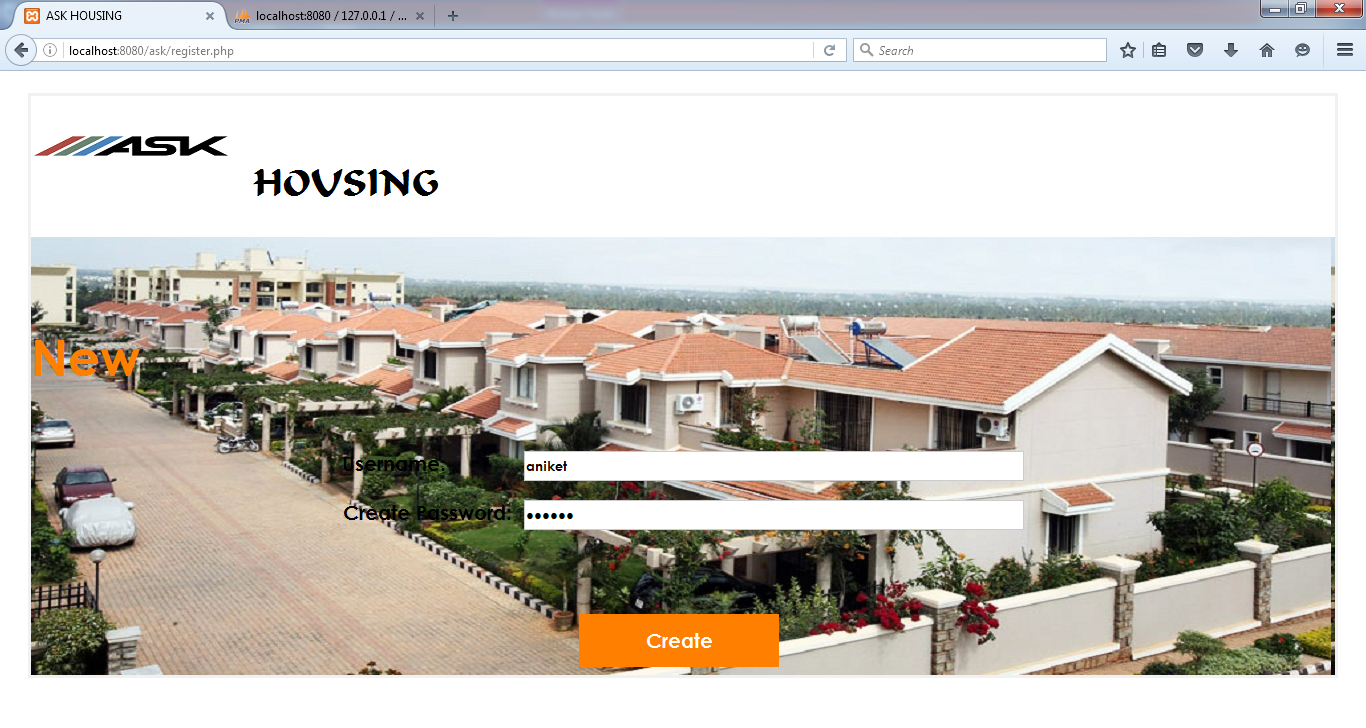 ASK HOUSING
localhost:8080 / 127.0.0.1 / ...
localhost:8080/ask/register.php
Search
ASK
HOUSING
New
Username:
aniket
Create Password:
••••••
Create